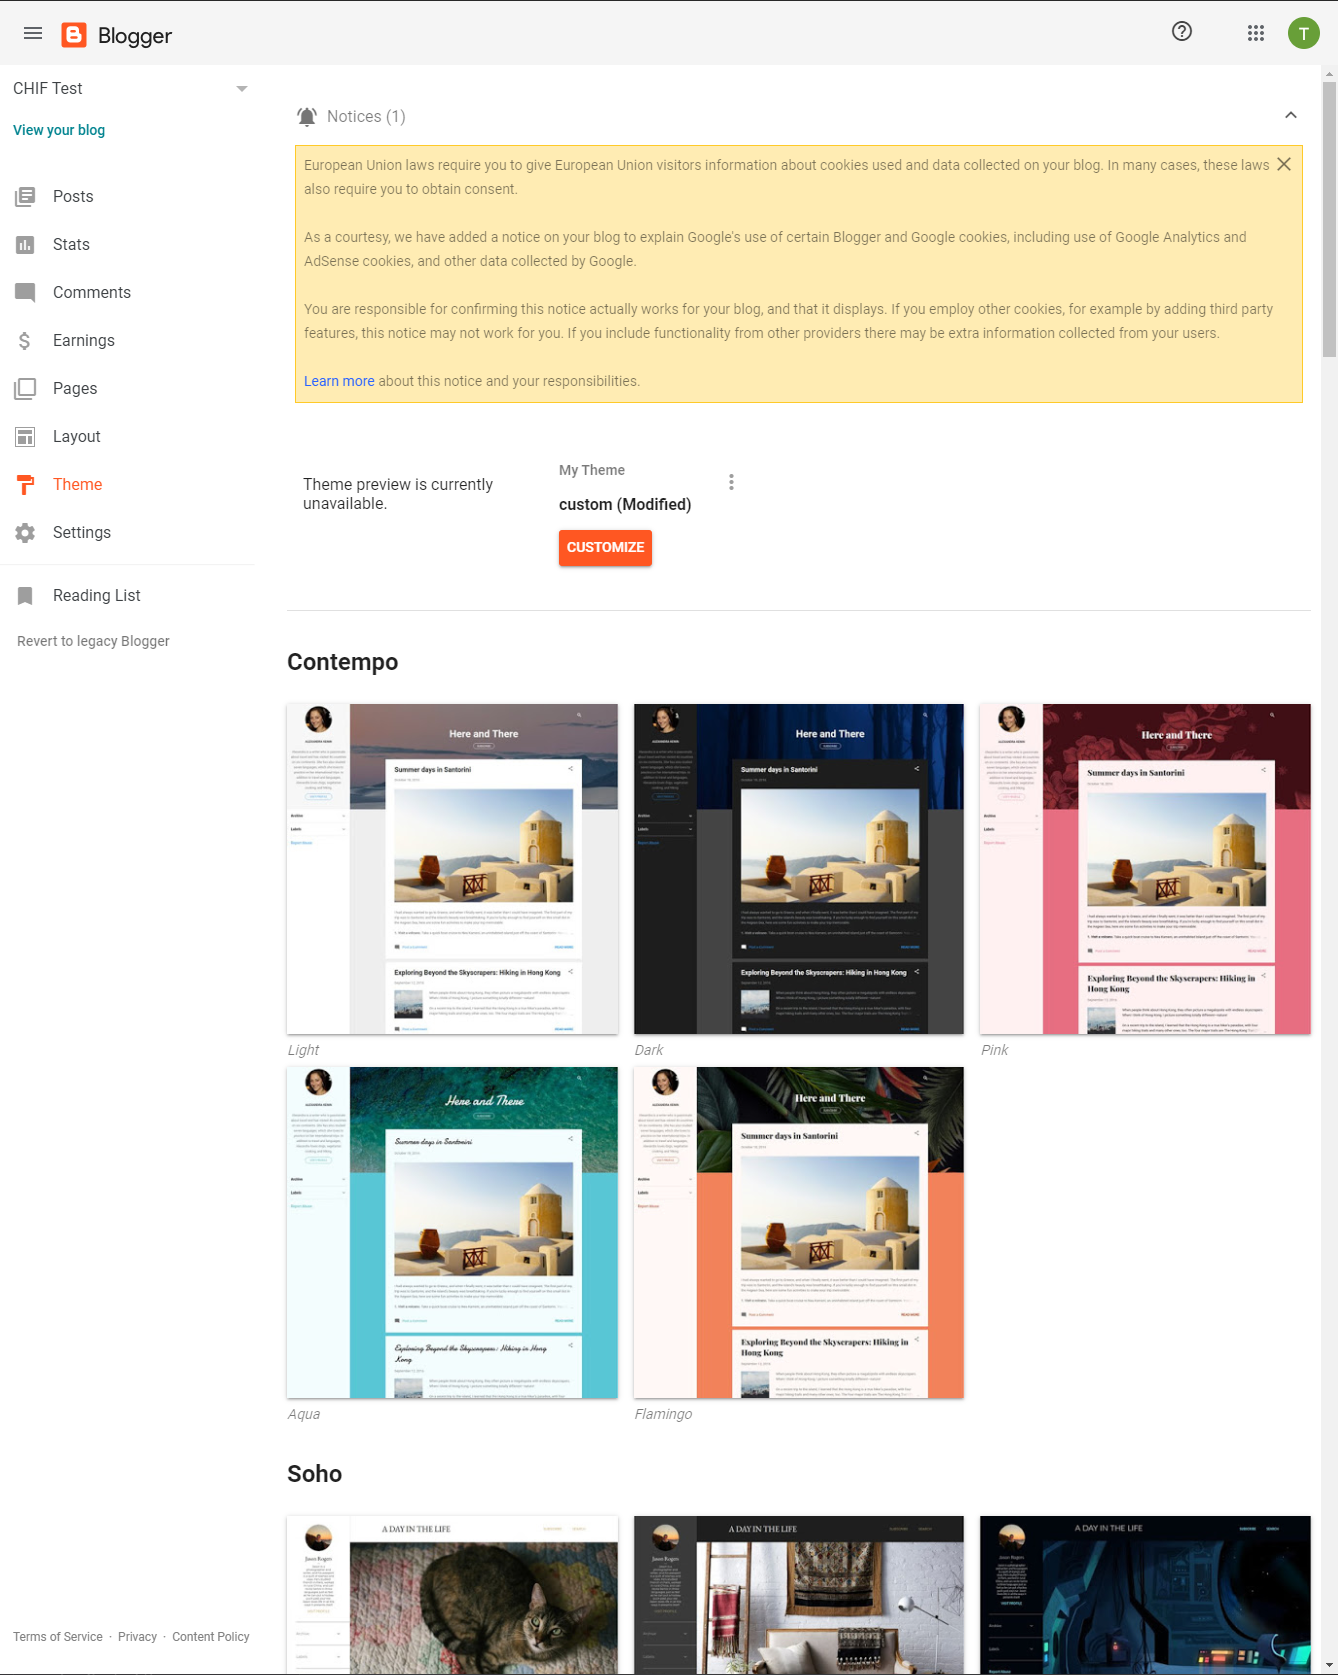 Blogger
T
CHIF Test
View your blog
Posts
Stats
Comments
Earnings
Pages
Layout
Theme
Settings
Reading List
Revert to legacy Blogger
Terms of Service · Privacy · Content Policy
Notices (1)
European Union laws require you to give European Union visitors information about cookies used and data collected on your blog. In many cases, these laws
also require you to obtain consent.
As a courtesy, we have added a notice on your blog to explain Google's use of certain Blogger and Google cookies, including use of Google Analytics and
AdSense cookies, and other data collected by Google.
You are responsible for confirming this notice actually works for your blog, and that it displays. If you employ other cookies, for example by adding third party
features, this notice may not work for you. If you include functionality from other providers there may be extra information collected from your users.
Learn more about this notice and your responsibilities.
Theme preview is currently
unavailable.
My Theme
custom (Modified)
CUSTOMIZE
Contempo
Here and There
Summer days in Santorini
Exploring Beyond the Skyscrapers: Hiking in Hong Kong
Light
Here and There
Summer days in Santorini
Exploring Beyond the Skyscrapers: Hiking in Hong Kong
Dark
Here and There
Summer days in Santorini
Exploring Beyond the Skyscrapers: Hiking in
Hong Kong
Pink
Here and There
Summer days in Santorini
Exploring Beyond the Skyscrapers: Hiking in Hong
Kong
Aqua
Here and There
Summer days in Santorini
Exploring Beyond the Skyscrapers: Hiking in
Hong Kong
Flamingo
Soho
A DAY IN THE LIFE
Jason Rogers
A DAY IN THE LIFE
Jason Rogers
A DAY IN THE LIFE
Jason Rogers